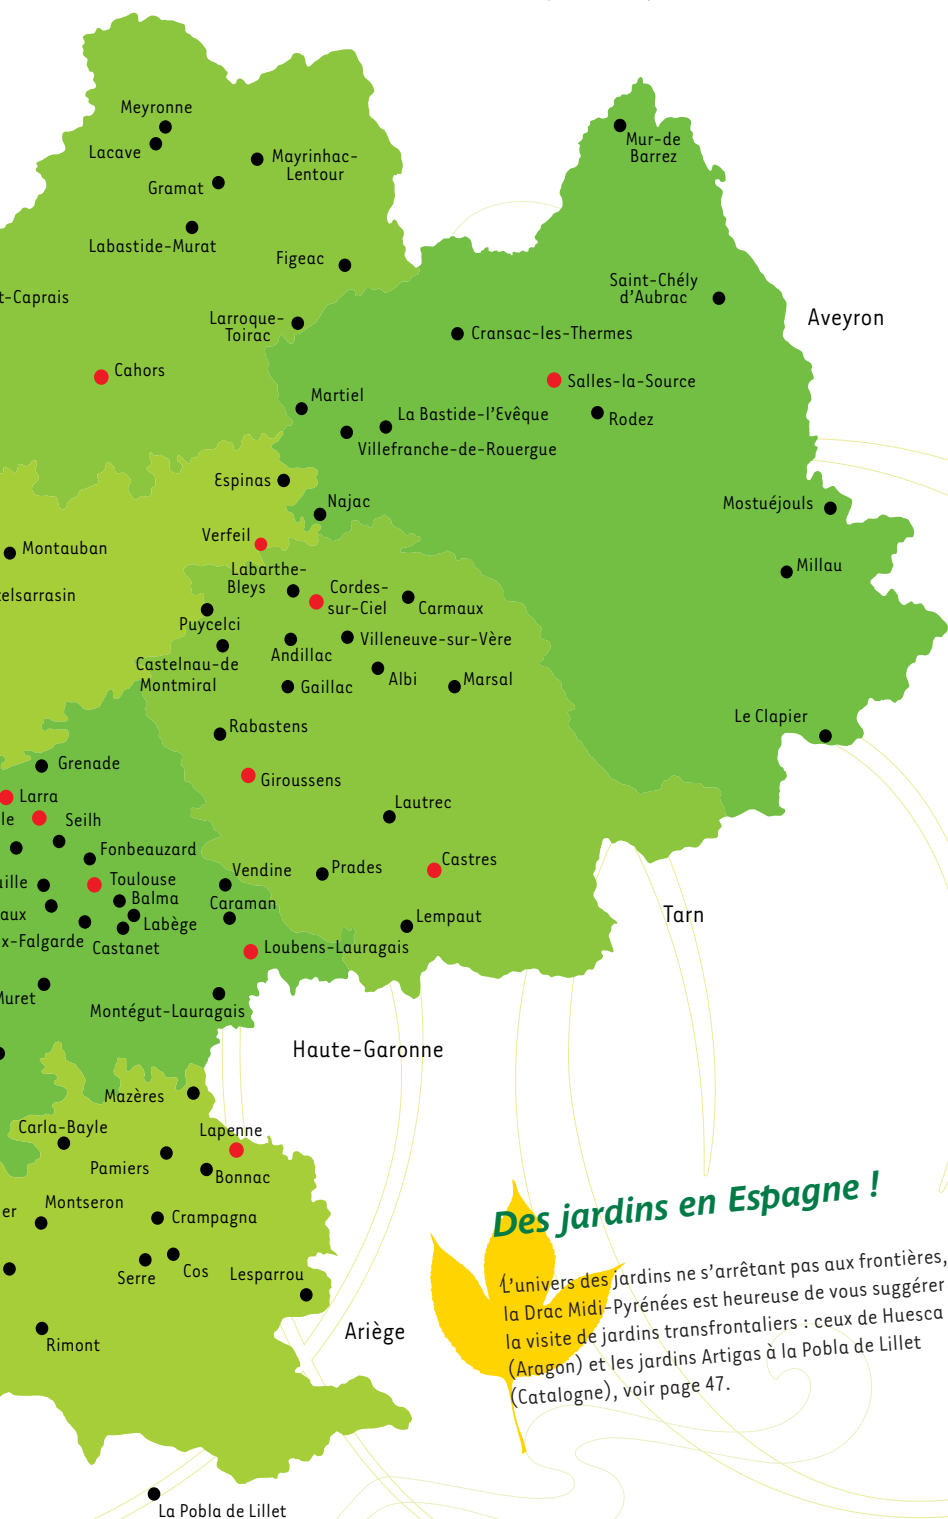 Meyronne
Lacave
Mayrinhac-
Lentour
Gramat
Labastide-Murat
Figeac
t-Caprais
Larroque-
Toirac
Cahors
Mur-de
Barrez
Saint-Chély
d'Aubrac
Aveyron
Cransac-les-Thermes
Salles-la-Source
Martiel
La Bastide-l'Evêque
Rodez
Villefranche-de-Rouergue
Espinas
Najac
Mostuéjouls
Verfeil
Montauban
Millau
Labarthe-
Bleys
Cordes-
sur-Ciel
telsarrasin
Carmaux
Puycelci
Villeneuve-sur-Vère
Andillac
Castelnau-de
Montmiral
Albi
Marsal
Gaillac
Le Clapier
Rabastens
Grenade
Giroussens
Larra
Lautrec
le
Seilh
Fonbeauzard
Castres
Vendine
Prades
uille
Toulouse
Balma
Caraman
aux
Labège
Lempaut
Tarn
x-Falgarde
Castanet
Loubens-Lauragais
Muret
Montégut-Lauragais
Haute-Garonne
Mazères
Carla-Bayle
Lapenne
Pamiers
Bonnac
Montseron
er
Crampagna
Serre
Cos
Lesparrou
Ariège
Rimont
La Pobla de Lillet
Des jardins en Espagne !
L'univers des jardins ne s'arrêtant pas aux frontières,
la Drac Midi-Pyrénées est heureuse de vous suggérer
la visite de jardins transfrontaliers : ceux de Huesca
(Aragon) et les jardins Artigas à la Pobla de Lillet
(Catalogne), voir page 47.